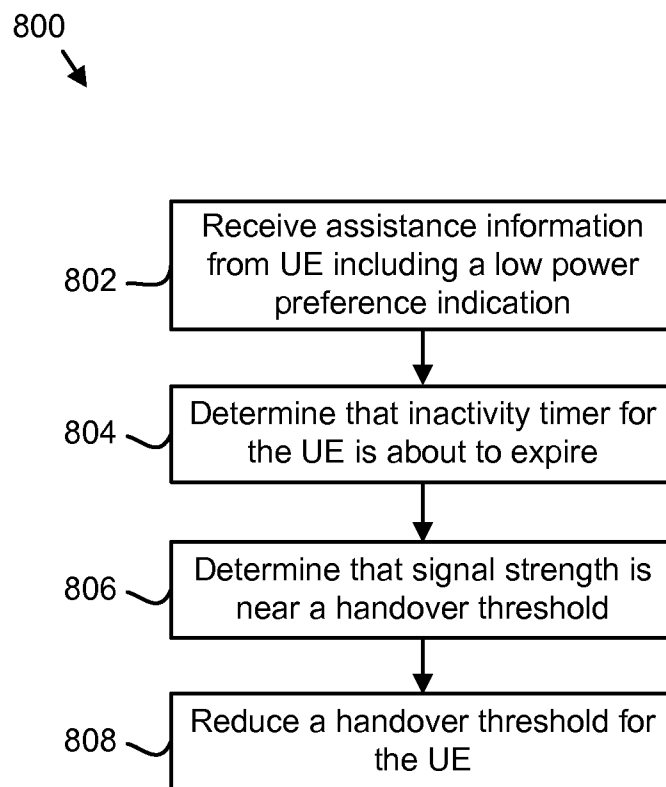 800
Receive assistance information
from UE including a low power
preference indication
802
Determine that inactivity timer for
the UE is about to expire
804
Determine that signal strength is
near a handover threshold
806
Reduce a handover threshold for
the UE
808